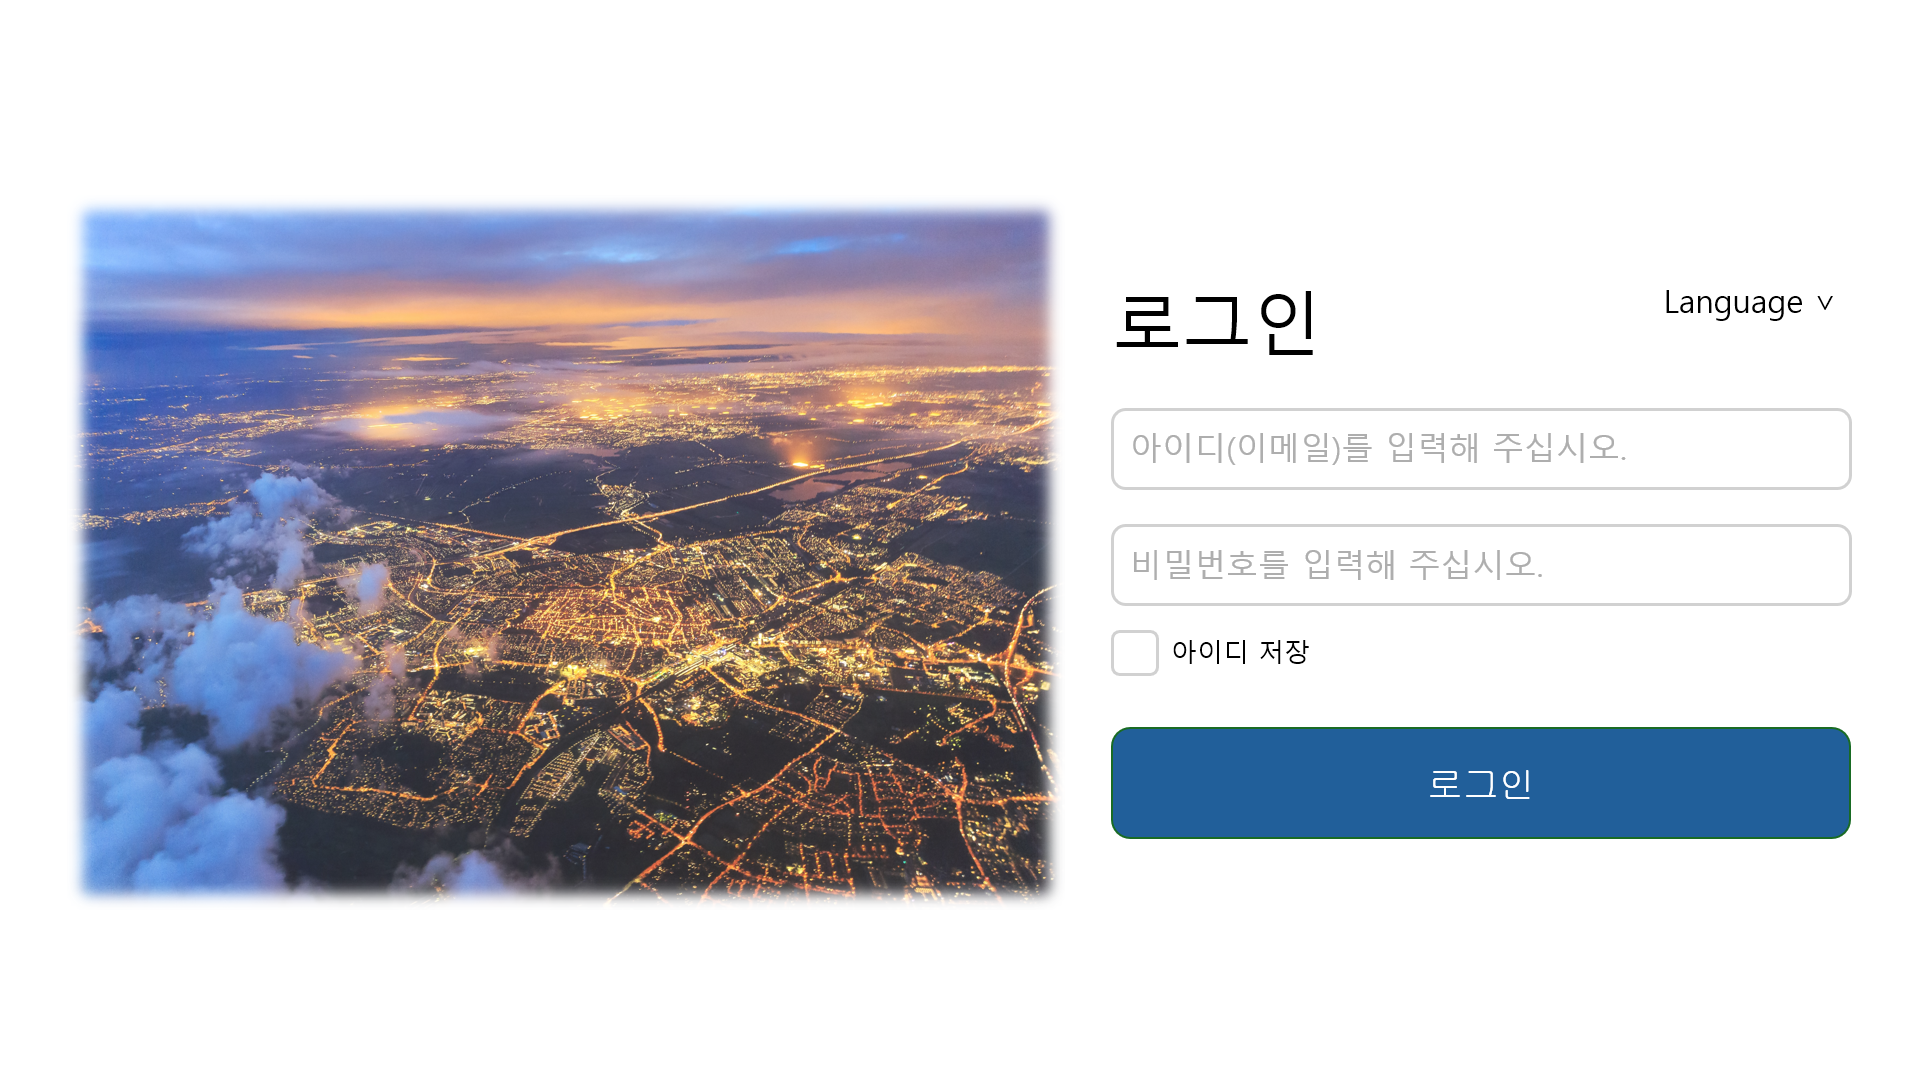 로그인
Language ∨
아이디(이메일)를 입력해 주십시오.
비밀번호를 입력해 주십시오.
아이디 저장
로그인